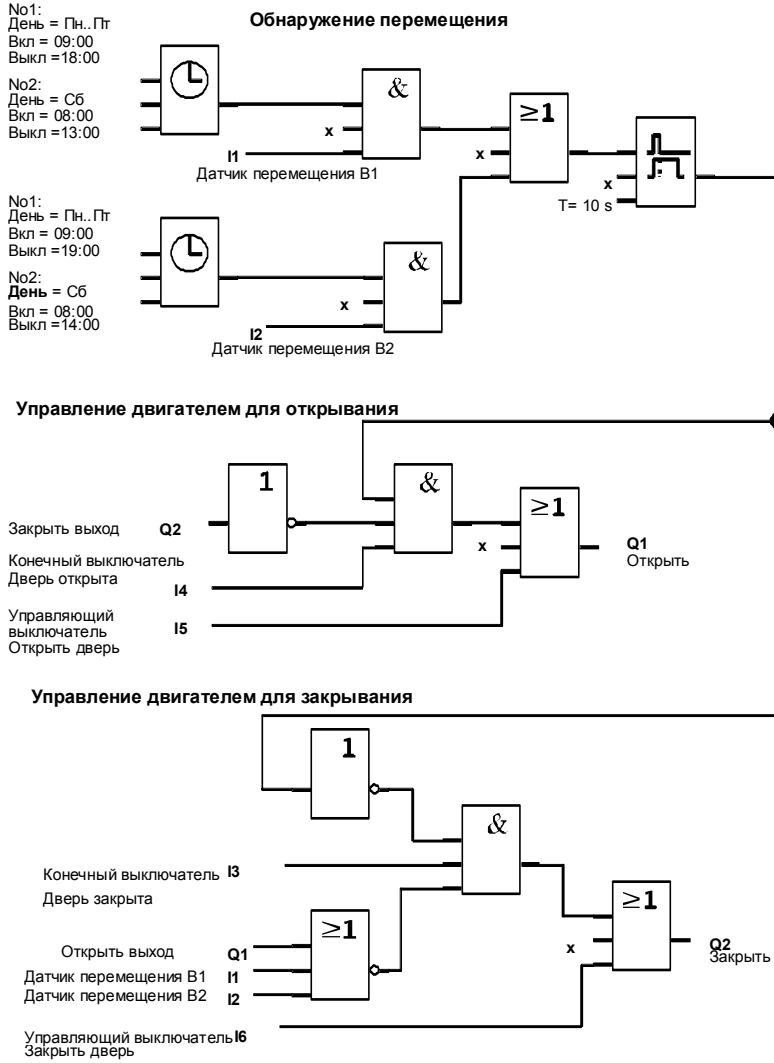 No1:
День = Пн..Пт
Вкл = 09:00
Выкл =18:00
Обнаружение перемещения
No2:
День = Сб
Вкл = 08:00
Выкл =13:00
&
≥1
x
x
I1
Датчик перемещения B1
x
T= 10 s
No1:
День = Пн..Пт
Вкл = 09:00
Выкл =19:00
&
No2:
День = Сб
Вкл = 08:00
Выкл =14:00
x
I2
Датчик перемещения B2
Управление двигателем для открывания
1
&
≥1
Закрыть выход Q2
x
Q1
Открыть
Конечный выключатель
Дверь открыта
I4
Управляющий
выключатель
Открыть дверь
I5
Управление двигателем для закрывания
1
&
Конечный выключатель I3
Дверь закрыта
≥1
≥1
Открыть выход Q1
Датчик перемещения B1 I1
Датчик перемещения B2 I2
x
Q2
Закрыть
Управляющий выключатель I6
Закрыть дверь